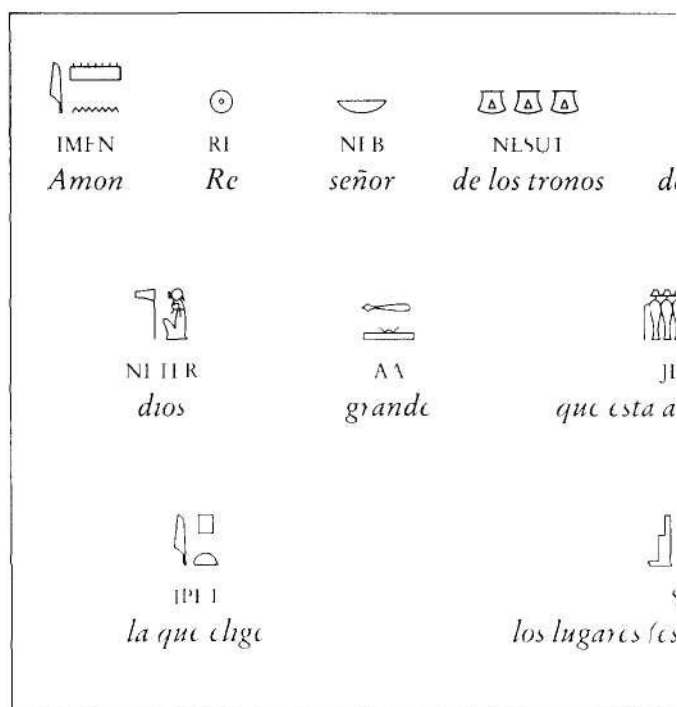 IMEN RE NEB NESUT
Amon Re señor de los tronos
NETER AA
dios grande que esta a
IPET
la que elige los lugares (es